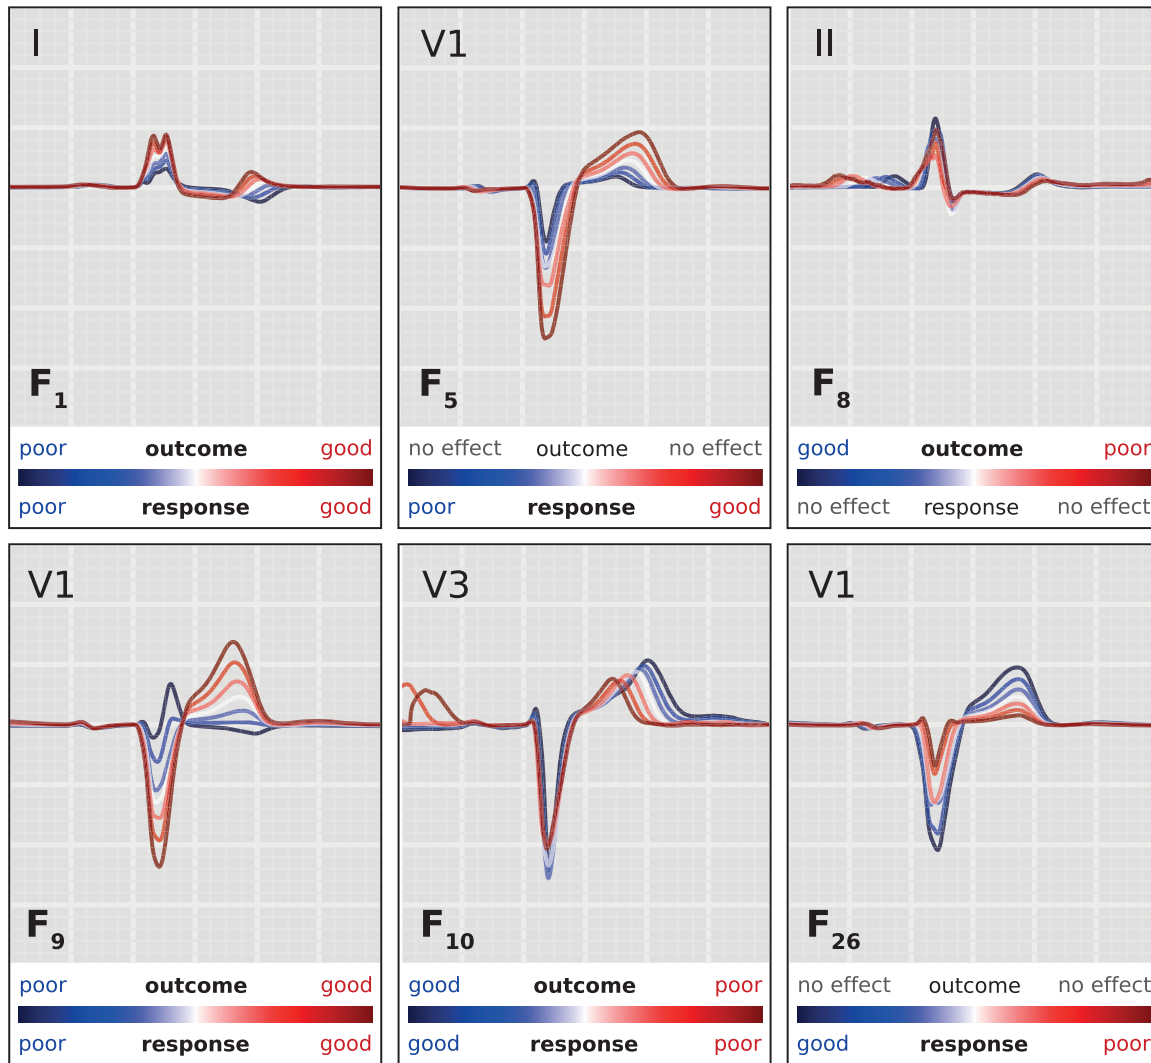 I
F1
poor outcome good
poor response good
V1
F5
no effect outcome no effect
poor response good
II
F8
good outcome poor
no effect response no effect
V1
F9
poor outcome good
poor response good
V3
F10
good outcome poor
good response poor
V1
F26
no effect outcome no effect
good response poor